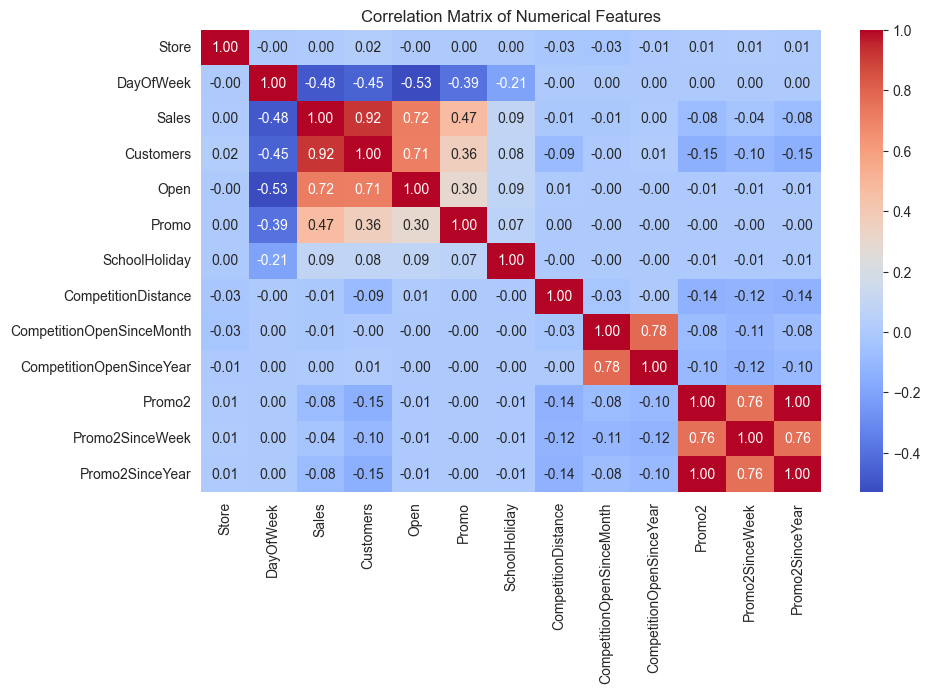 Correlation Matrix of Numerical Features
Store 1.00 -0.00 0.00 0.02 -0.00 0.00 0.00 -0.03 -0.03 -0.01 0.01 0.01 0.01
DayOfWeek -0.00 1.00 -0.48 -0.45 -0.53 -0.39 -0.21 -0.00 0.00 0.00 0.00 0.00 0.00
Sales 0.00 -0.48 1.00 0.92 0.72 0.47 0.09 -0.01 -0.01 0.00 -0.08 -0.04 -0.08
Customers 0.02 -0.45 0.92 1.00 0.71 0.36 0.08 -0.09 -0.00 0.01 -0.15 -0.10 -0.15
Open -0.00 -0.53 0.72 0.71 1.00 0.30 0.09 0.01 -0.00 -0.00 -0.01 -0.01 -0.01
Promo 0.00 -0.39 0.47 0.36 0.30 1.00 0.07 0.00 -0.00 -0.00 -0.00 -0.00 -0.00
SchoolHoliday 0.00 -0.21 0.09 0.08 0.09 0.07 1.00 -0.00 -0.00 -0.00 -0.01 -0.01 -0.01
CompetitionDistance -0.03 -0.00 -0.01 -0.09 0.01 0.00 -0.00 1.00 -0.03 -0.00 -0.14 -0.12 -0.14
CompetitionOpenSinceMonth -0.03 0.00 -0.01 -0.00 -0.00 -0.00 -0.00 -0.03 1.00 0.78 -0.08 -0.11 -0.08
CompetitionOpenSinceYear -0.01 0.00 0.00 0.01 -0.00 -0.00 -0.00 -0.00 0.78 1.00 -0.10 -0.12 -0.10
Promo2 0.01 0.00 -0.08 -0.15 -0.01 -0.00 -0.01 -0.14 -0.08 -0.10 1.00 0.76 1.00
Promo2SinceWeek 0.01 0.00 -0.04 -0.10 -0.01 -0.00 -0.01 -0.12 -0.11 -0.12 0.76 1.00 0.76
Promo2SinceYear 0.01 0.00 -0.08 -0.15 -0.01 -0.00 -0.01 -0.14 -0.08 -0.10 1.00 0.76 1.00
Store
DayOfWeek
Sales
Customers
Open
Promo
SchoolHoliday
CompetitionDistance
CompetitionOpenSinceMonth
CompetitionOpenSinceYear
Promo2
Promo2SinceWeek
Promo2SinceYear
1.0
0.8
0.6
0.4
0.2
0.0
−0.2
−0.4